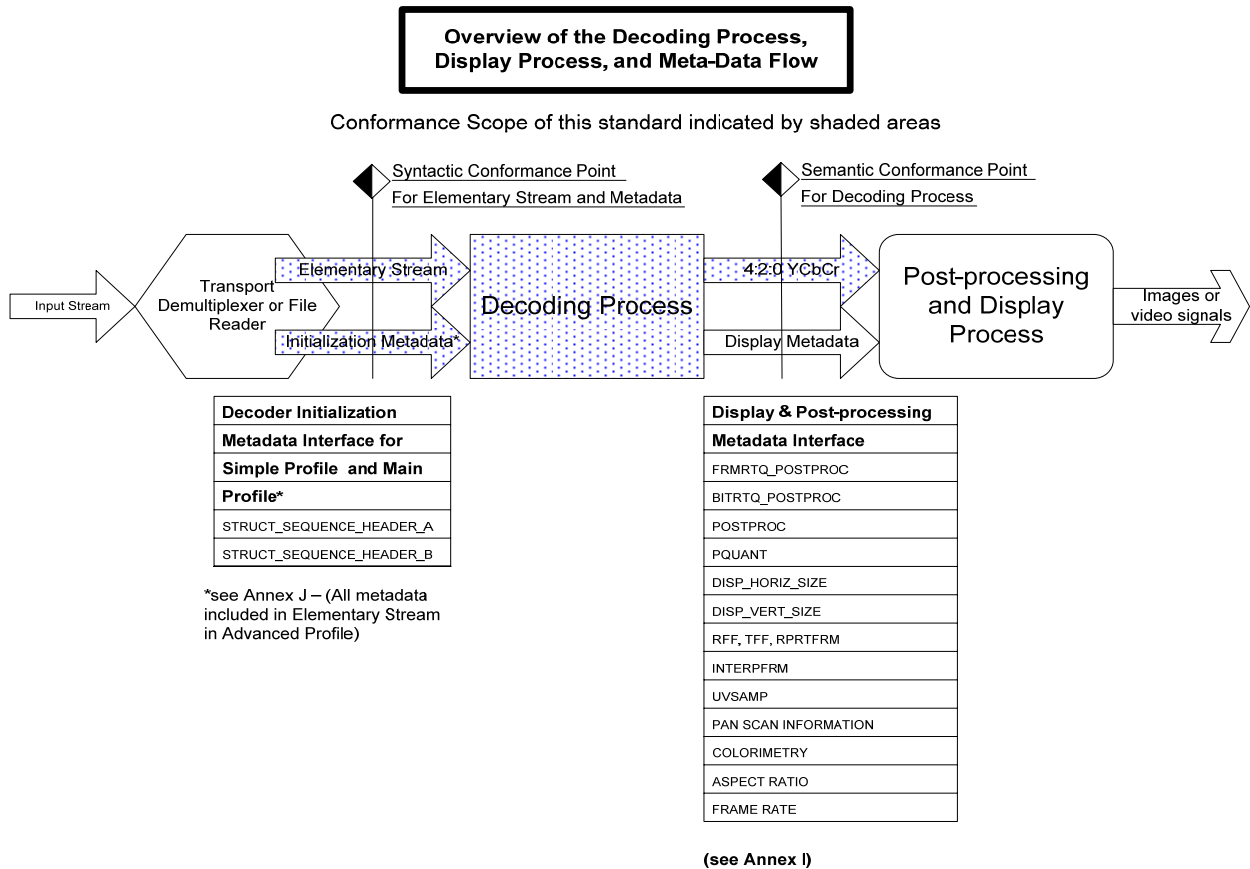 Overview of the Decoding Process,
Display Process, and Meta-Data Flow
Conformance Scope of this standard indicated by shaded areas
Syntactic Conformance Point
For Elementary Stream and Metadata
Semantic Conformance Point
For Decoding Process
Input Stream
Transport
Demultiplexer or File
Reader
Elementary Stream
Initialization Metadata*
Decoding Process
4:2:0 YCbCr
Display Metadata
Post-processing
and Display
Process
Images or
video signals
Decoder Initialization
Metadata Interface for
Simple Profile and Main
Profile*
STRUCT_SEQUENCE_HEADER_A
STRUCT_SEQUENCE_HEADER_B
*see Annex J – (All metadata
included in Elementary Stream
in Advanced Profile)
Display & Post-processing
Metadata Interface
FRMRTQ_POSTPROC
BITRTQ_POSTPROC
POSTPROC
PQUANT
DISP_HORIZ_SIZE
DISP_VERT_SIZE
RFF, TFF, RPRTFRM
INTERPFRM
UVSAMP
PAN SCAN INFORMATION
COLORIMETRY
ASPECT RATIO
FRAME RATE
(see Annex I)